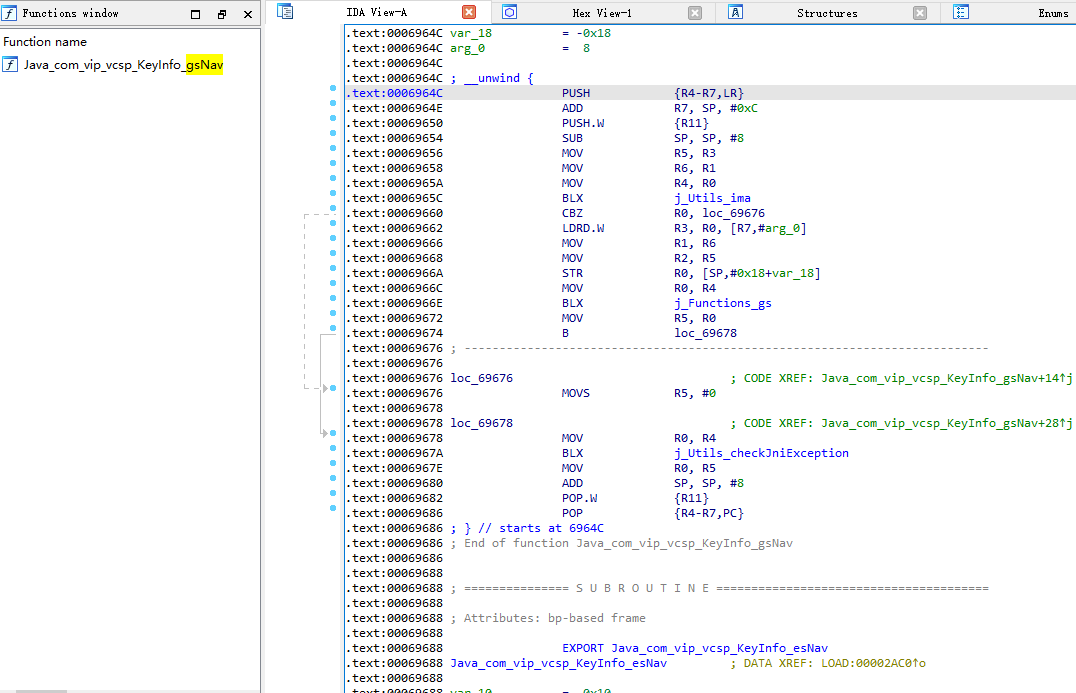 Functions window
IDA View-A
Hex View-1
Structures
Enums
Function name
Java_com_vip_vcsp_KeyInfo_gsNav
.text:0006964C var_18 = -0x18
.text:0006964C arg_0 = 8
.text:0006964C
.text:0006964C ; __unwind {
.text:0006964C PUSH {R4-R7,LR}
.text:0006964E ADD R7, SP, #0xC
.text:00069650 PUSH.W {R11}
.text:00069654 SUB SP, SP, #8
.text:00069656 MOV R5, R3
.text:00069658 MOV R6, R1
.text:0006965A MOV R4, R0
.text:0006965C BLX j_Utils_ima
.text:00069660 CBZ R0, loc_69676
.text:00069662 LDRD.W R3, R0, [R7,#arg_0]
.text:00069666 MOV R1, R6
.text:00069668 MOV R2, R5
.text:0006966A STR R0, [SP,#0x18+var_18]
.text:0006966C MOV R0, R4
.text:0006966E BLX j_Functions_gs
.text:00069672 MOV R5, R0
.text:00069674 B loc_69678
.text:00069676 ; ---------------------------------------------------------------------------
.text:00069676
.text:00069676 loc_69676 ; CODE XREF: Java_com_vip_vcsp_KeyInfo_gsNav+14↑j
.text:00069676 MOVS R5, #0
.text:00069678
.text:00069678 loc_69678 ; CODE XREF: Java_com_vip_vcsp_KeyInfo_gsNav+28↑j
.text:00069678 MOV R0, R4
.text:0006967A BLX j_Utils_checkJniException
.text:0006967E MOV R0, R5
.text:00069680 ADD SP, SP, #8
.text:00069682 POP.W {R11}
.text:00069686 POP {R4-R7,PC}
.text:00069686 ; } // starts at 6964C
.text:00069686 ; End of function Java_com_vip_vcsp_KeyInfo_gsNav
.text:00069686
.text:00069688
.text:00069688 ; =============== S U B R O U T I N E =======================================
.text:00069688
.text:00069688 ; Attributes: bp-based frame
.text:00069688
.text:00069688 EXPORT Java_com_vip_vcsp_KeyInfo_esNav
.text:00069688 Java_com_vip_vcsp_KeyInfo_esNav ; DATA XREF: LOAD:00002AC0↑o
.text:00069688
.text:00069688 var_10 = -0x10